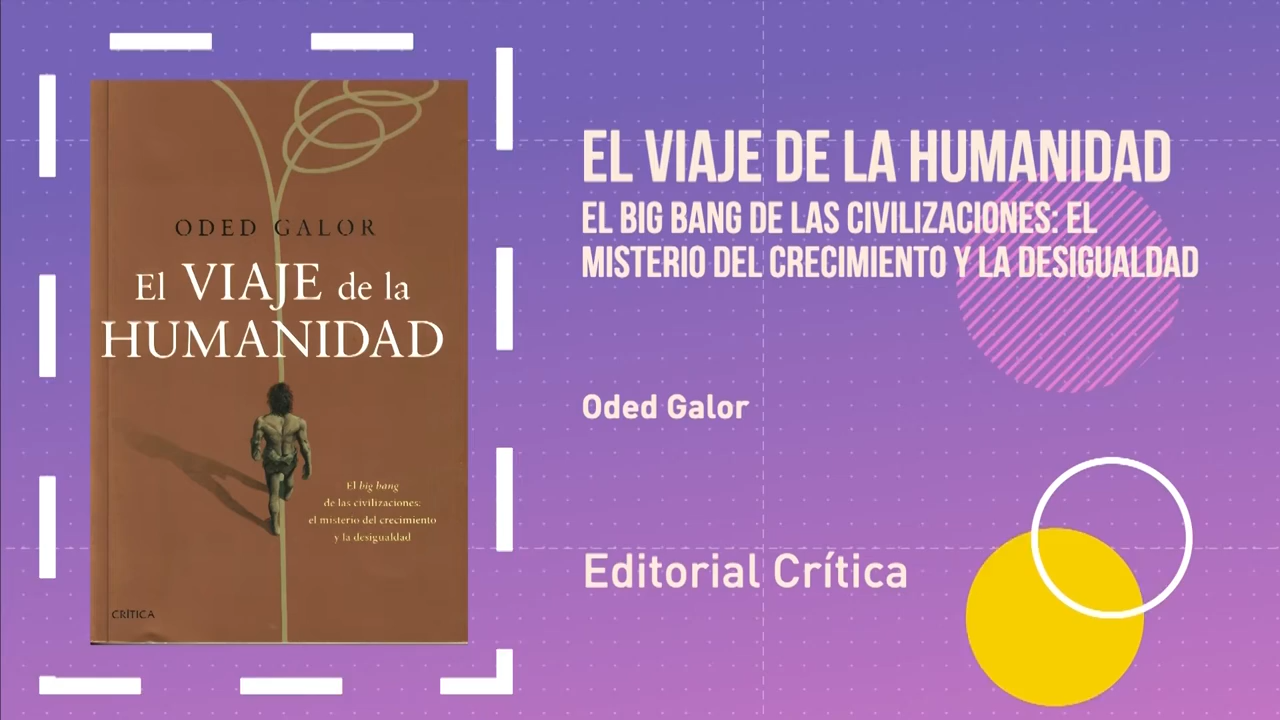 ODED GALOR
El VIAJE de la
HUMANIDAD
El big bang
de las civilizaciones:
el misterio del crecimiento
y la desigualdad
CRÍTICA
EL VIAJE DE LA HUMANIDAD
EL BIG BANG DE LAS CIVILIZACIONES: EL
MISTERIO DEL CRECIMIENTO Y LA DESIGUALDAD
Oded Galor
Editorial Crítica